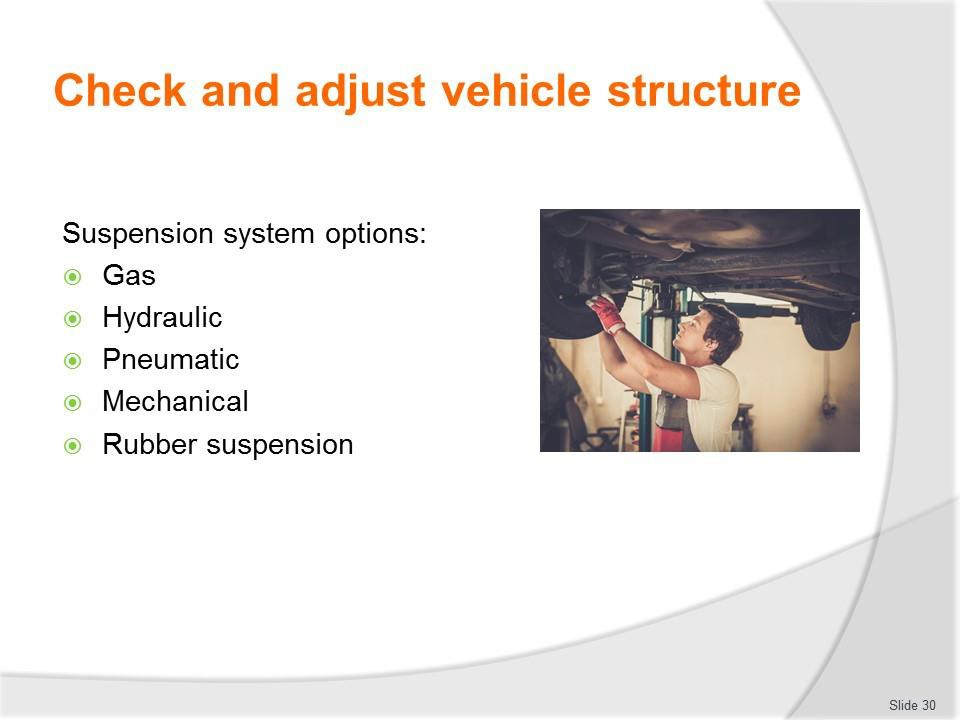 Check and adjust vehicle structure
Suspension system options:
Gas
Hydraulic
Pneumatic
Mechanical
Rubber suspension
Slide 30